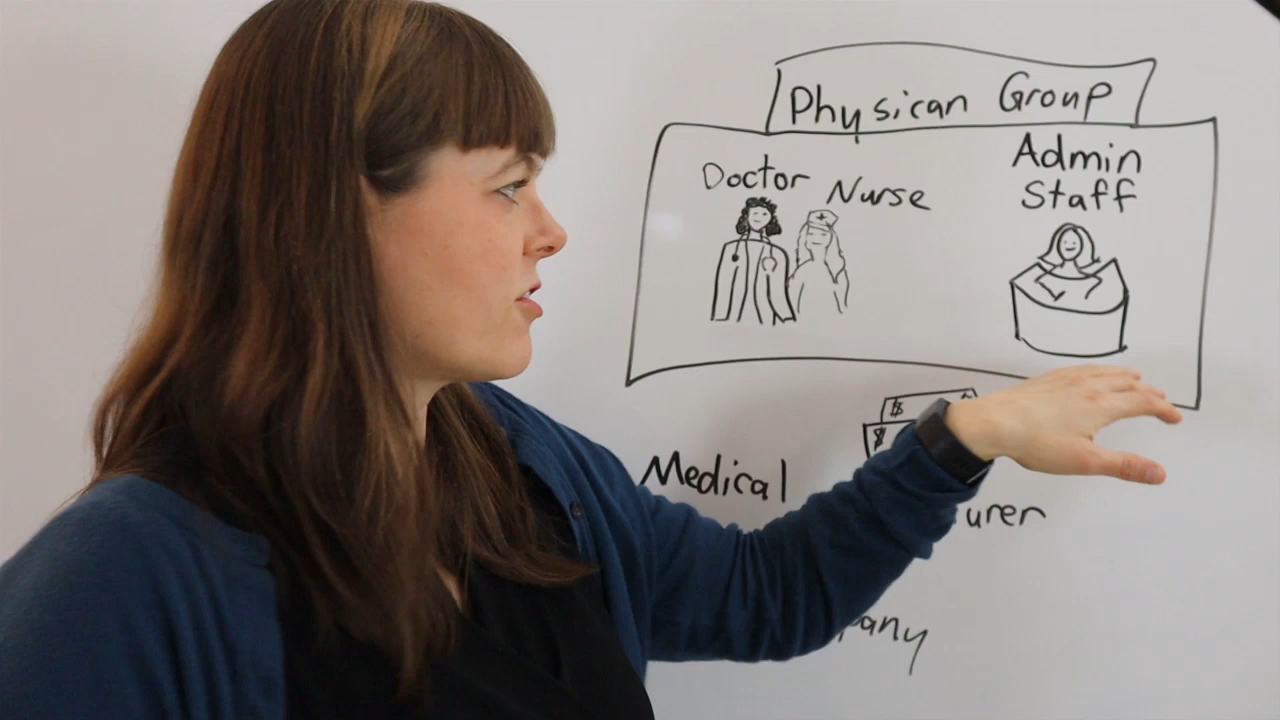 Physican Group
Doctor
Nurse
Admin
Staff
$
$
Medical
urer
pany